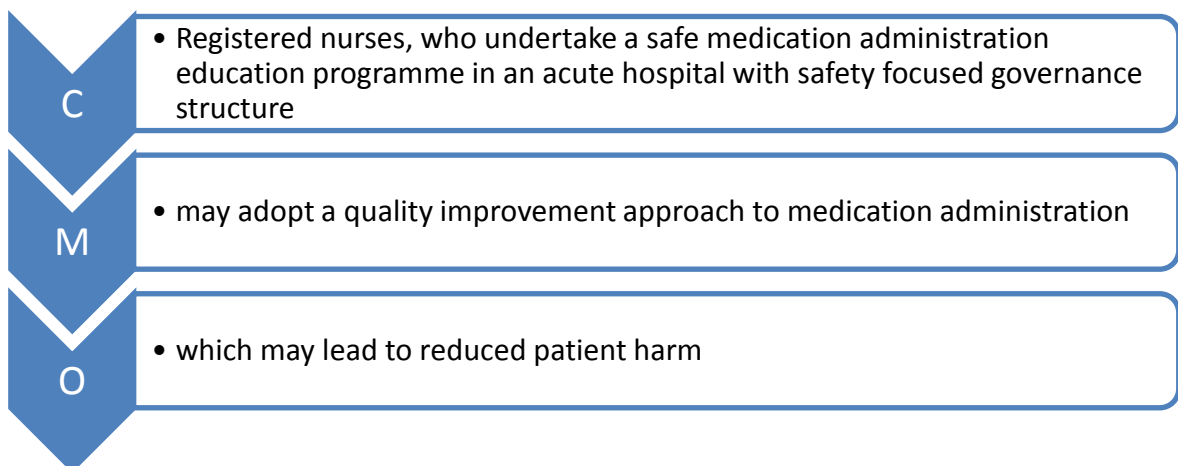 C
• Registered nurses, who undertake a safe medication administration
education programme in an acute hospital with safety focused governance
structure
M
• may adopt a quality improvement approach to medication administration
O
• which may lead to reduced patient harm